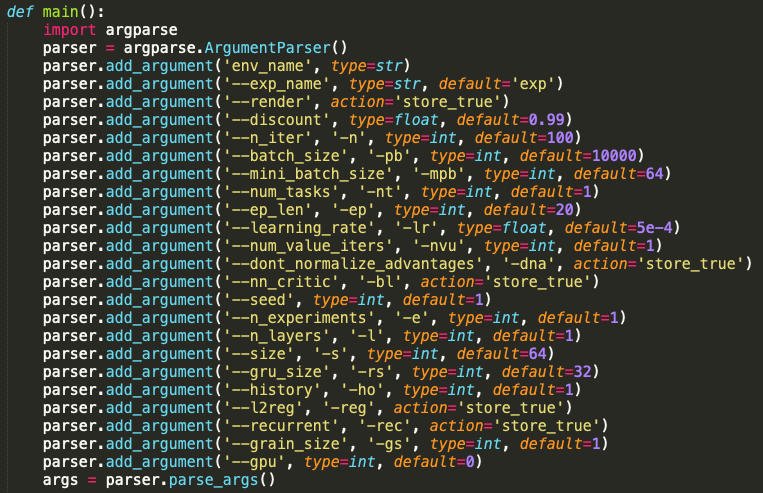 def main():
    import argparse
    parser = argparse.ArgumentParser()
    parser.add_argument('env_name', type=str)
    parser.add_argument('--exp_name', type=str, default='exp')
    parser.add_argument('--render', action='store_true')
    parser.add_argument('--discount', type=float, default=0.99)
    parser.add_argument('--n_iter', '-n', type=int, default=100)
    parser.add_argument('--batch_size', '-pb', type=int, default=10000)
    parser.add_argument('--mini_batch_size', '-mpb', type=int, default=64)
    parser.add_argument('--num_tasks', '-nt', type=int, default=1)
    parser.add_argument('--ep_len', '-ep', type=int, default=20)
    parser.add_argument('--learning_rate', '-lr', type=float, default=5e-4)
    parser.add_argument('--num_value_iters', '-nvu', type=int, default=1)
    parser.add_argument('--dont_normalize_advantages', '-dna', action='store_true')
    parser.add_argument('--nn_critic', '-bl', action='store_true')
    parser.add_argument('--seed', type=int, default=1)
    parser.add_argument('--n_experiments', '-e', type=int, default=1)
    parser.add_argument('--n_layers', '-l', type=int, default=1)
    parser.add_argument('--size', '-s', type=int, default=64)
    parser.add_argument('--gru_size', '-rs', type=int, default=32)
    parser.add_argument('--history', '-ho', type=int, default=1)
    parser.add_argument('--l2reg', '-reg', action='store_true')
    parser.add_argument('--recurrent', '-rec', action='store_true')
    parser.add_argument('--grain_size', '-gs', type=int, default=1)
    parser.add_argument('--gpu', type=int, default=0)
    args = parser.parse_args()